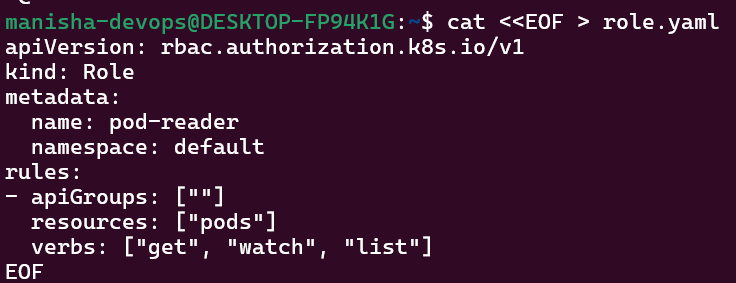 manisha-devops@DESKTOP-FP94K1G:~$ cat <<EOF > role.yaml
apiVersion: rbac.authorization.k8s.io/v1
kind: Role
metadata:
  name: pod-reader
  namespace: default
rules:
- apiGroups: [""]
  resources: ["pods"]
  verbs: ["get", "watch", "list"]
EOF